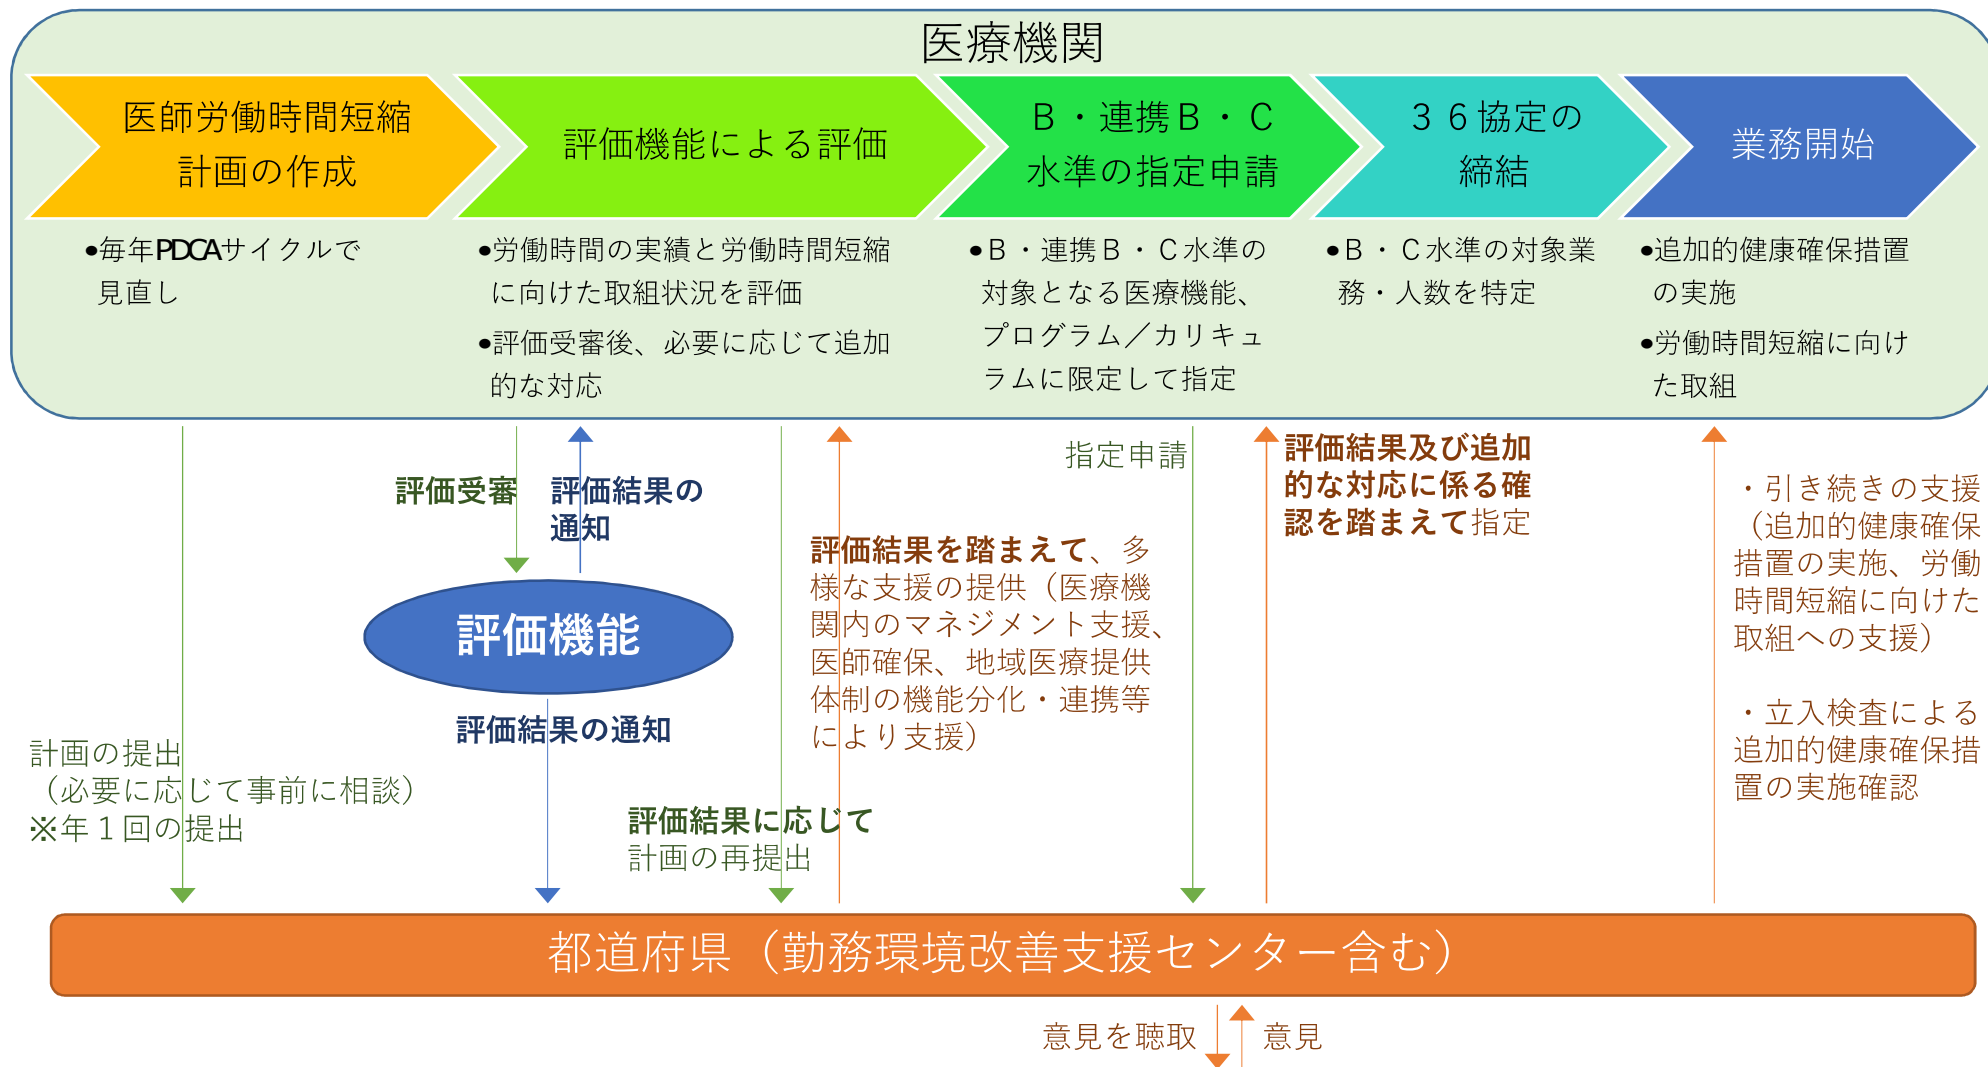 医療機関
医師労働時間短縮
計画の作成
評価機能による評価
Ｂ・連携Ｂ・Ｃ
水準の指定申請
３６協定の
締結
業務開始
●毎年PDCAサイクルで
見直し
●労働時間の実績と労働時間短縮
に向けた取組状況を評価
●評価受審後、必要に応じて追加
的な対応
●Ｂ・連携Ｂ・Ｃ水準の
対象となる医療機能、
プログラム／カリキュ
ラムに限定して指定
●Ｂ・Ｃ水準の対象業
務・人数を特定
●追加的健康確保措置
の実施
●労働時間短縮に向け
た取組
評価受審
評価結果の
通知
指定申請
評価結果及び追加
的な対応に係る確
認を踏まえて指定
・引き続きの支援
（追加的健康確保
措置の実施、労働
時間短縮に向けた
取組への支援）
・立入検査による
追加的健康確保措
置の実施確認
評価結果を踏まえて、多
様な支援の提供（医療機
関内のマネジメント支援、
医師確保、地域医療提供
体制の機能分化・連携等
により支援）
評価機能
評価結果の通知
計画の提出
（必要に応じて事前に相談）
※年１回の提出
評価結果に応じて
計画の再提出
都道府県（勤務環境改善支援センター含む）
意見を聴取
意見